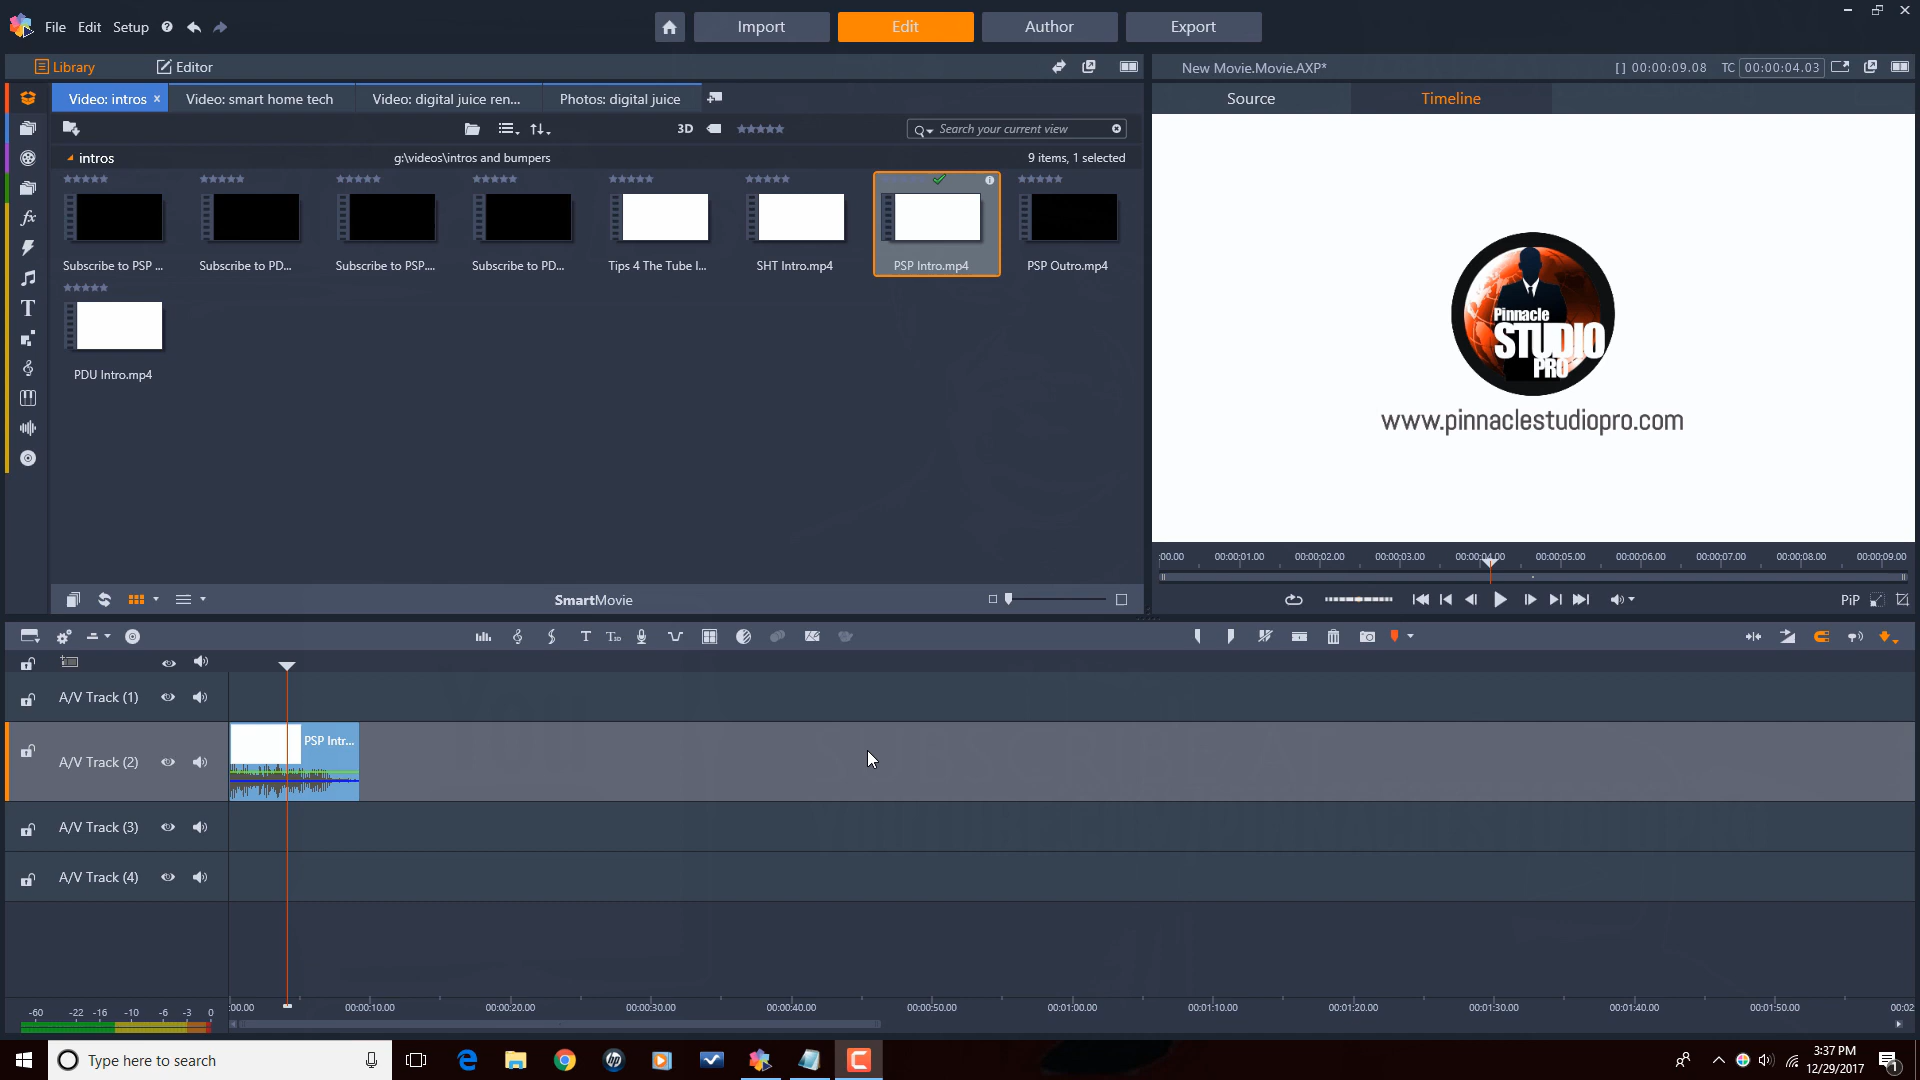 File Edit Setup
Import Edit Author Export
Library Editor
New Movie.Movie.AXP*
[ ] 00:00:09.08 TC 00:00:04.03
Video: intros x Video: smart home tech Video: digital juice ren... Photos: digital juice
Source Timeline
3D
Search your current view
intros
g:\videos\intros and bumpers
9 items, 1 selected
Subscribe to PSP ... Subscribe to PD... Subscribe to PSP.... Subscribe to PD... Tips 4 The Tube I... SHT Intro.mp4 PSP Intro.mp4 PSP Outro.mp4
PDU Intro.mp4
Pinnacle
STUDIO
PRO
www.pinnaclestudiopro.com
:00.00 00:00:01.00 00:00:02.00 00:00:03.00 00:00:04.00 00:00:05.00 00:00:06.00 00:00:07.00 00:00:08.00 00:00:09.00
SmartMovie
PiP
A/V Track (1)
PSP Intr...
A/V Track (2)
A/V Track (3)
A/V Track (4)
:00.00 00:00:10.00 00:00:20.00 00:00:30.00 00:00:40.00 00:00:50.00 00:01:00.00 00:01:10.00 00:01:20.00 00:01:30.00 00:01:40.00 00:01:50.00 00:02
-60 -22 -16 -10 -6 -3 0
Type here to search
3:37 PM
12/29/2017
1